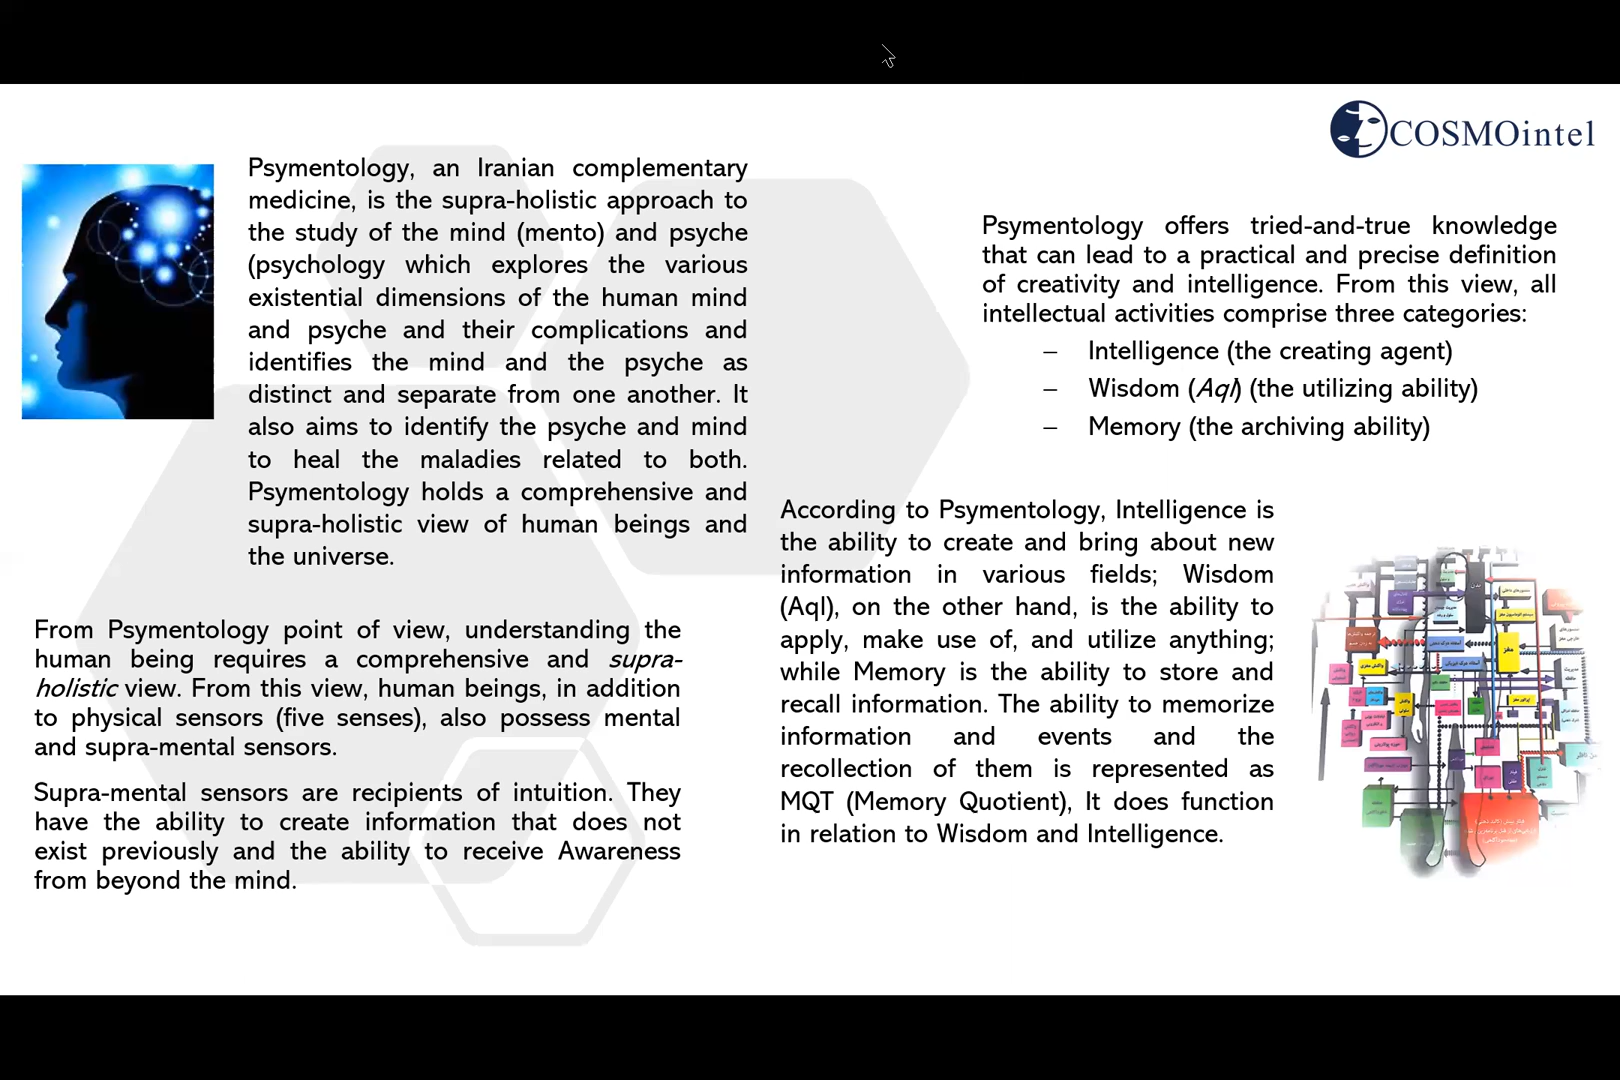 COSMOintel
Psymentology, an Iranian complementary
medicine, is the supra-holistic approach to
the study of the mind (mento) and psyche
(psychology which explores the various
existential dimensions of the human mind
and psyche and their complications and
identifies the mind and the psyche as
distinct and separate from one another. It
also aims to identify the psyche and mind
to heal the maladies related to both.
Psymentology holds a comprehensive and
supra-holistic view of human beings and
the universe.
From Psymentology point of view, understanding the
human being requires a comprehensive and supra-
holistic view. From this view, human beings, in addition
to physical sensors (five senses), also possess mental
and supra-mental sensors.
Supra-mental sensors are recipients of intuition. They
have the ability to create information that does not
exist previously and the ability to receive Awareness
from beyond the mind.
Psymentology offers tried-and-true knowledge
that can lead to a practical and precise definition
of creativity and intelligence. From this view, all
intellectual activities comprise three categories:
– Intelligence (the creating agent)
– Wisdom (Aql) (the utilizing ability)
– Memory (the archiving ability)
According to Psymentology, Intelligence is
the ability to create and bring about new
information in various fields; Wisdom
(Aql), on the other hand, is the ability to
apply, make use of, and utilize anything;
while Memory is the ability to store and
recall information. The ability to memorize
information and events and the
recollection of them is represented as
MQT (Memory Quotient), It does function
in relation to Wisdom and Intelligence.
بدن
مغز